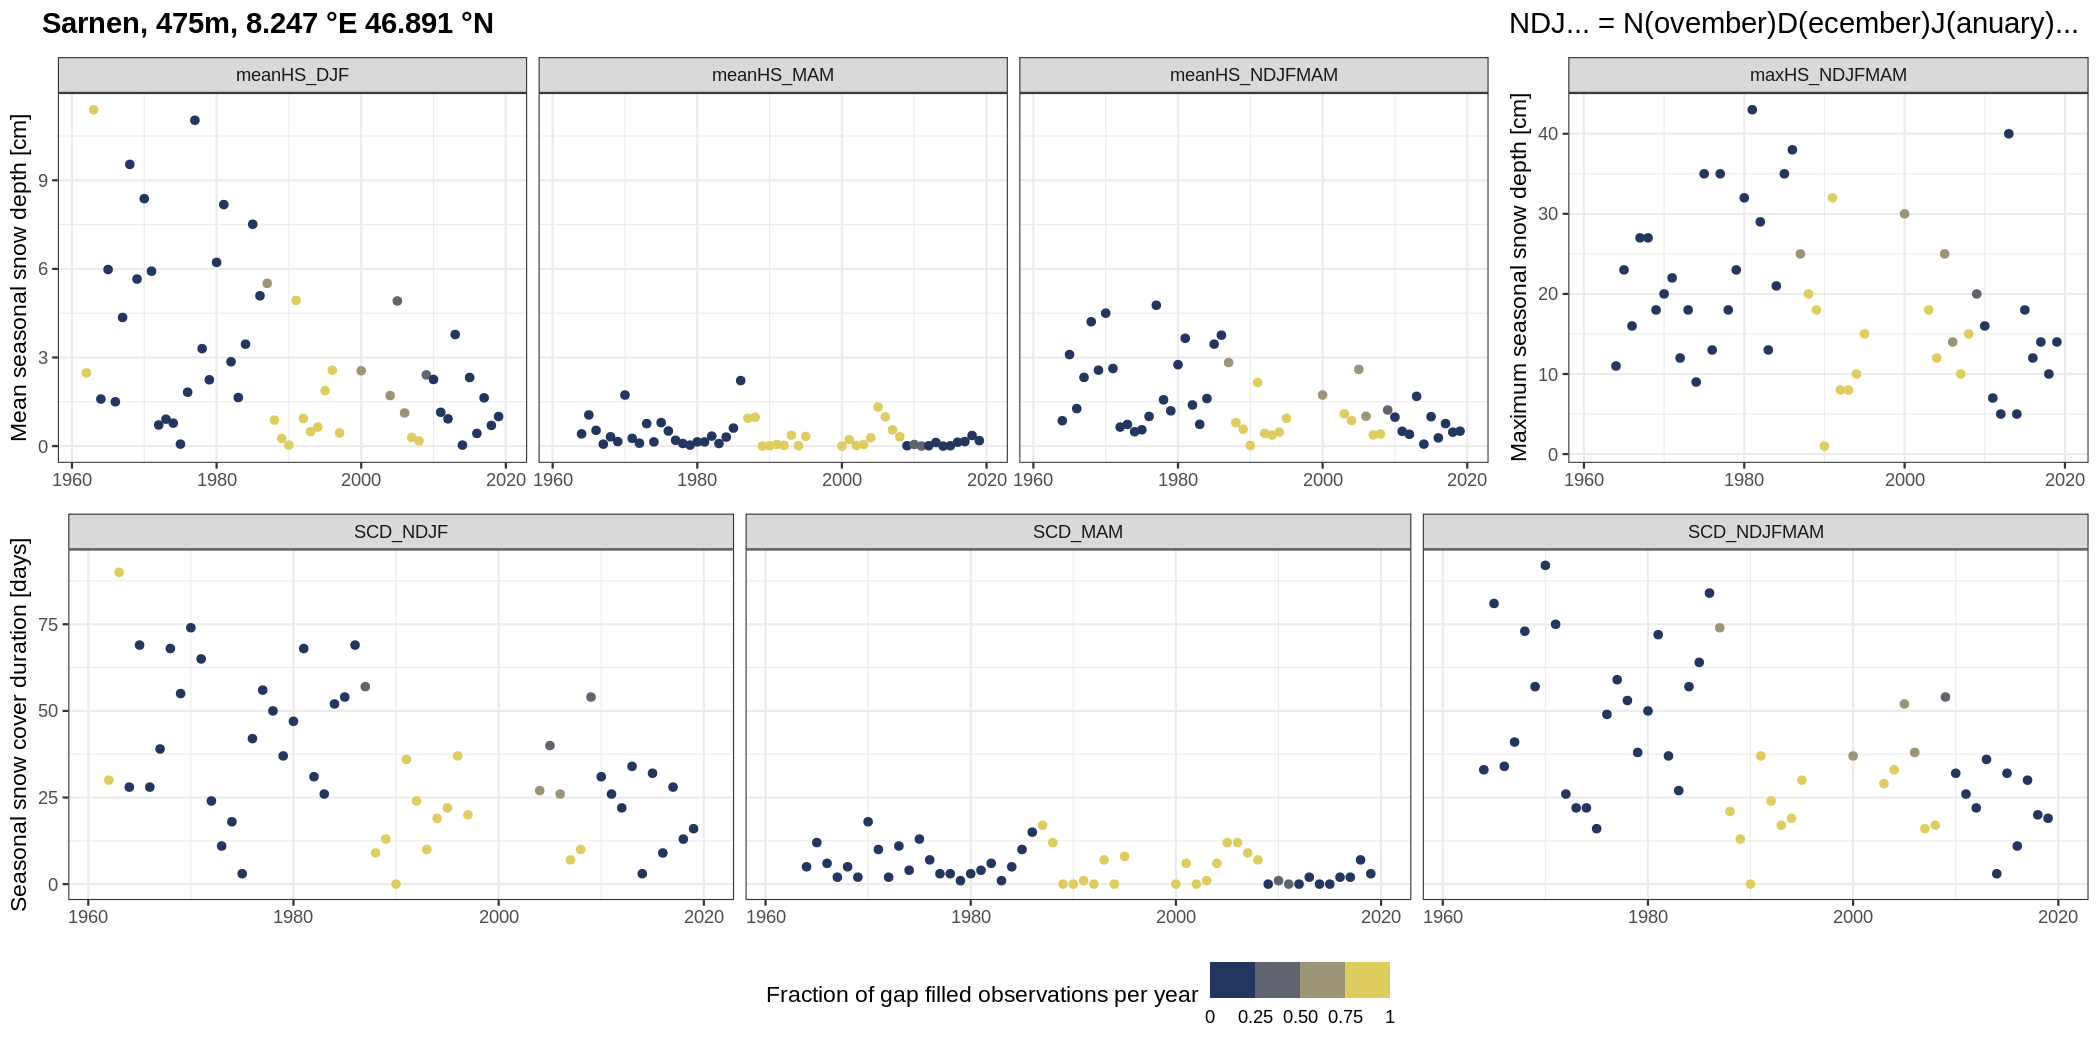 Sarnen, 475m, 8.247 °E 46.891 °N
NDJ... = N(ovember)D(ecember)J(anuary)...
meanHS_DJF
meanHS_MAM
meanHS_NDJFMAM
maxHS_NDJFMAM
Mean seasonal snow depth [cm]
9
6
3
0
1960 1980 2000 2020
1960 1980 2000 2020
1960 1980 2000 2020
Maximum seasonal snow depth [cm]
40
30
20
10
0
1960 1980 2000 2020
SCD_NDJF
SCD_MAM
SCD_NDJFMAM
Seasonal snow cover duration [days]
75
50
25
0
1960 1980 2000 2020
1960 1980 2000 2020
1960 1980 2000 2020
Fraction of gap filled observations per year
0 0.25 0.50 0.75 1